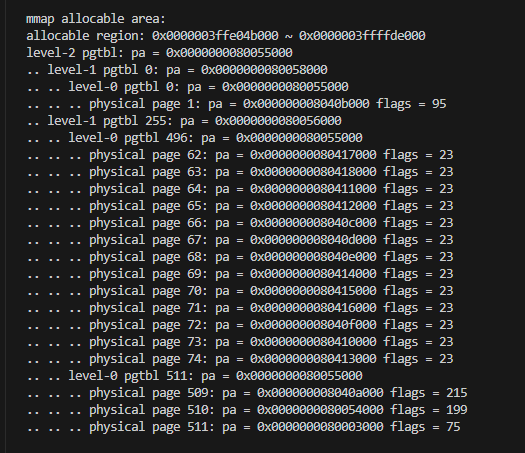 mmap allocable area:
allocable region: 0x0000003ffe04b000 ~ 0x0000003ffffde000
level-2 pgtbl: pa = 0x0000000080055000
.. level-1 pgtbl 0: pa = 0x0000000080058000
.. .. level-0 pgtbl 0: pa = 0x0000000080055000
.. .. .. physical page 1: pa = 0x000000008040b000 flags = 95
.. level-1 pgtbl 255: pa = 0x0000000080056000
.. .. level-0 pgtbl 496: pa = 0x0000000080055000
.. .. .. physical page 62: pa = 0x0000000080417000 flags = 23
.. .. .. physical page 63: pa = 0x0000000080418000 flags = 23
.. .. .. physical page 64: pa = 0x0000000080411000 flags = 23
.. .. .. physical page 65: pa = 0x0000000080412000 flags = 23
.. .. .. physical page 66: pa = 0x000000008040c000 flags = 23
.. .. .. physical page 67: pa = 0x000000008040d000 flags = 23
.. .. .. physical page 68: pa = 0x000000008040e000 flags = 23
.. .. .. physical page 69: pa = 0x0000000080414000 flags = 23
.. .. .. physical page 70: pa = 0x0000000080415000 flags = 23
.. .. .. physical page 71: pa = 0x0000000080416000 flags = 23
.. .. .. physical page 72: pa = 0x000000008040f000 flags = 23
.. .. .. physical page 73: pa = 0x0000000080410000 flags = 23
.. .. .. physical page 74: pa = 0x0000000080413000 flags = 23
.. .. level-0 pgtbl 511: pa = 0x0000000080055000
.. .. .. physical page 509: pa = 0x000000008040a000 flags = 215
.. .. .. physical page 510: pa = 0x0000000080054000 flags = 199
.. .. .. physical page 511: pa = 0x0000000080003000 flags = 75